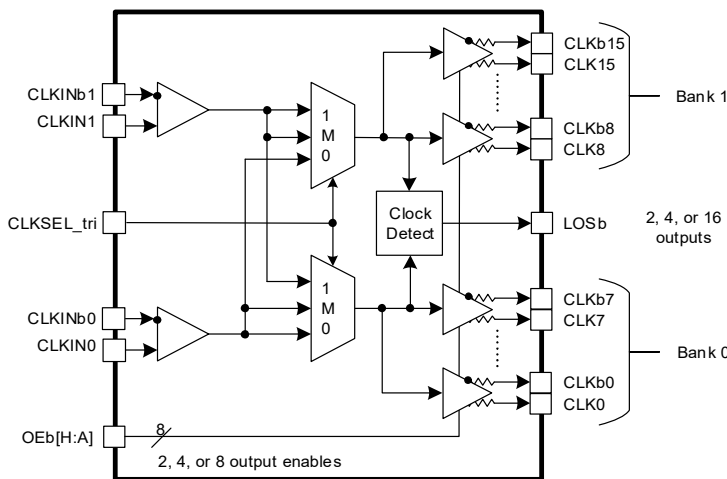 CLKb15
CLK15
Bank 1
CLKINb1
CLKIN1
1
M
0
CLKb8
CLK8
CLKSEL_tri
Clock
Detect
LOSb
2, 4, or 16
outputs
1
M
0
CLKb7
CLK7
CLKINb0
CLKIN0
Bank 0
CLKb0
CLK0
OEb[H:A]
8
2, 4, or 8 output enables